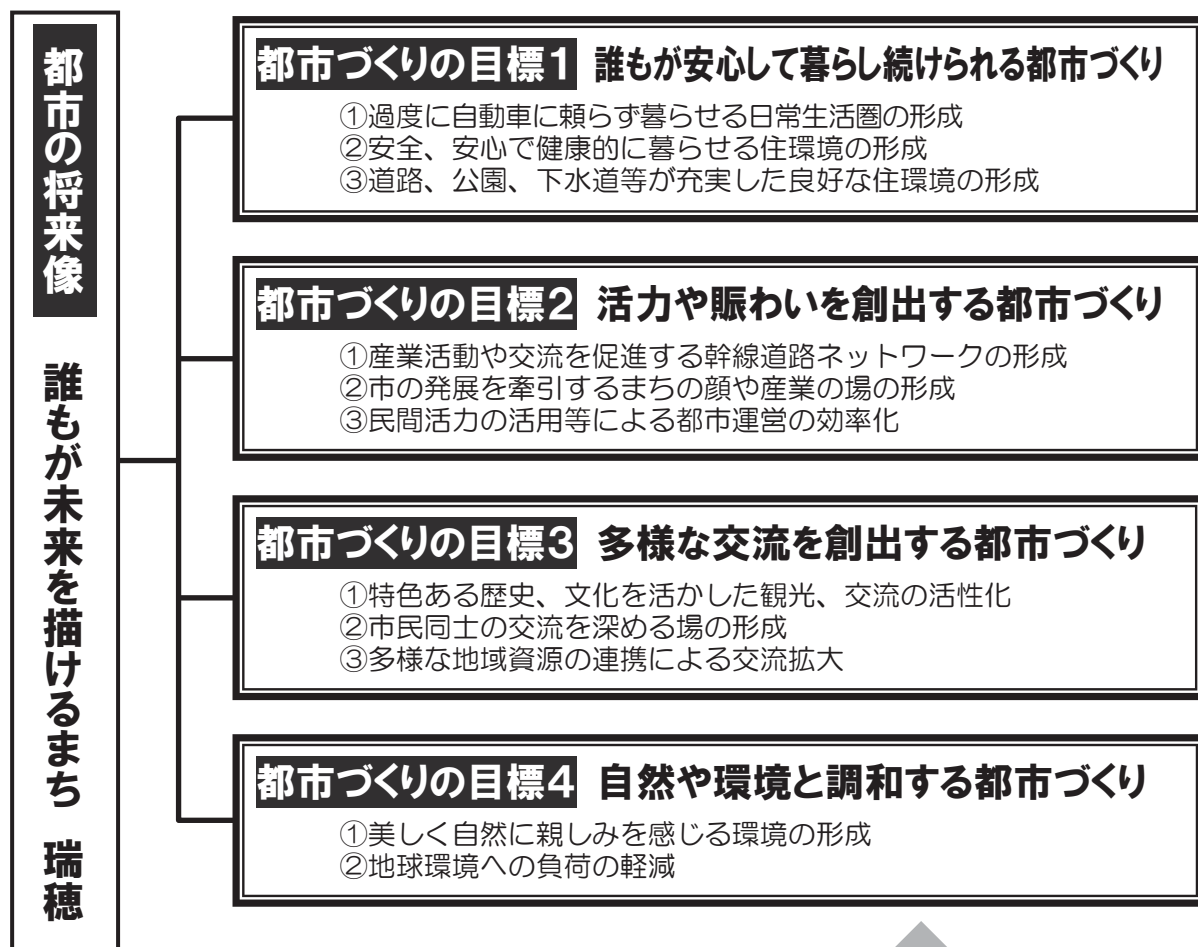 都市の将来像 誰もが未来を描けるまち 瑞穂
都市づくりの目標1 誰もが安心して暮らし続けられる都市づくり
①過度に自動車に頼らず暮らせる日常生活圏の形成
②安全、安心で健康的に暮らせる住環境の形成
③道路、公園、下水道等が充実した良好な住環境の形成
都市づくりの目標2 活力や賑わいを創出する都市づくり
①産業活動や交流を促進する幹線道路ネットワークの形成
②市の発展を牽引するまちの顔や産業の場の形成
③民間活力の活用等による都市運営の効率化
都市づくりの目標3 多様な交流を創出する都市づくり
①特色ある歴史、文化を活かした観光、交流の活性化
②市民同士の交流を深める場の形成
③多様な地域資源の連携による交流拡大
都市づくりの目標4 自然や環境と調和する都市づくり
①美しく自然に親しみを感じる環境の形成
②地球環境への負荷の軽減